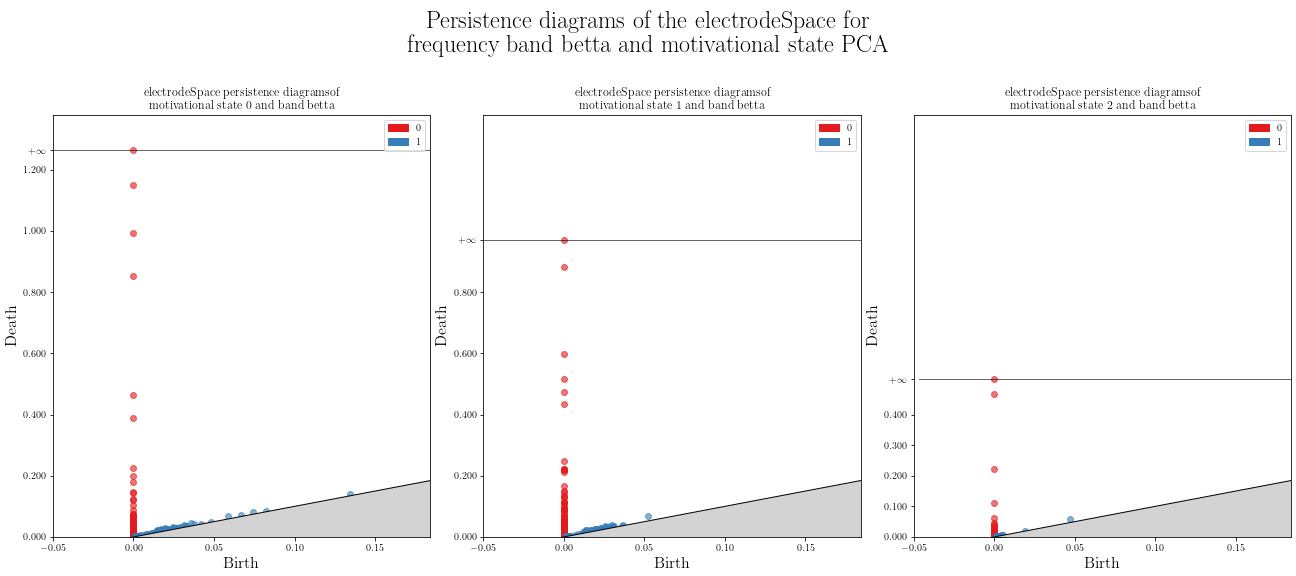 Persistence diagrams of the electrodeSpace for
frequency band betta and motivational state PCA
electrodeSpace persistence diagramsof
motivational state 0 and band betta
0
1
+∞
1.200
1.000
0.800
0.600
0.400
0.200
0.000
Death
−0.05
0.00
0.05
0.10
0.15
Birth
electrodeSpace persistence diagramsof
motivational state 1 and band betta
0
1
+∞
0.800
0.600
0.400
0.200
0.000
Death
−0.05
0.00
0.05
0.10
0.15
Birth
electrodeSpace persistence diagramsof
motivational state 2 and band betta
0
1
+∞
0.400
0.300
0.200
0.100
0.000
Death
−0.05
0.00
0.05
0.10
0.15
Birth